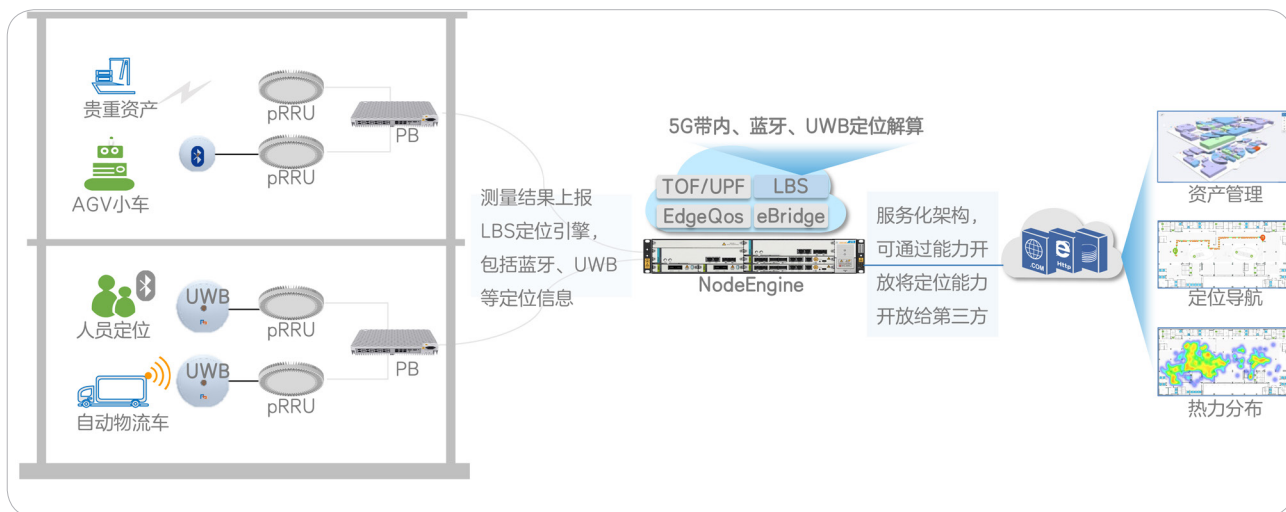 贵重资产
pRRU
PB
AGV小车
pRRU
人员定位
UWB
pRRU
PB
自动物流车
UWB
pRRU
测量结果上报
LBS定位引擎,
包括蓝牙、UWB
等定位信息
5G带内、蓝牙、UWB定位解算
TOF/UPF
LBS
EdgeQos
eBridge
NodeEngine
服务化架构,
可通过能力开
放将定位能力
开放给第三方
.COM
Http
资产管理
定位导航
热力分布